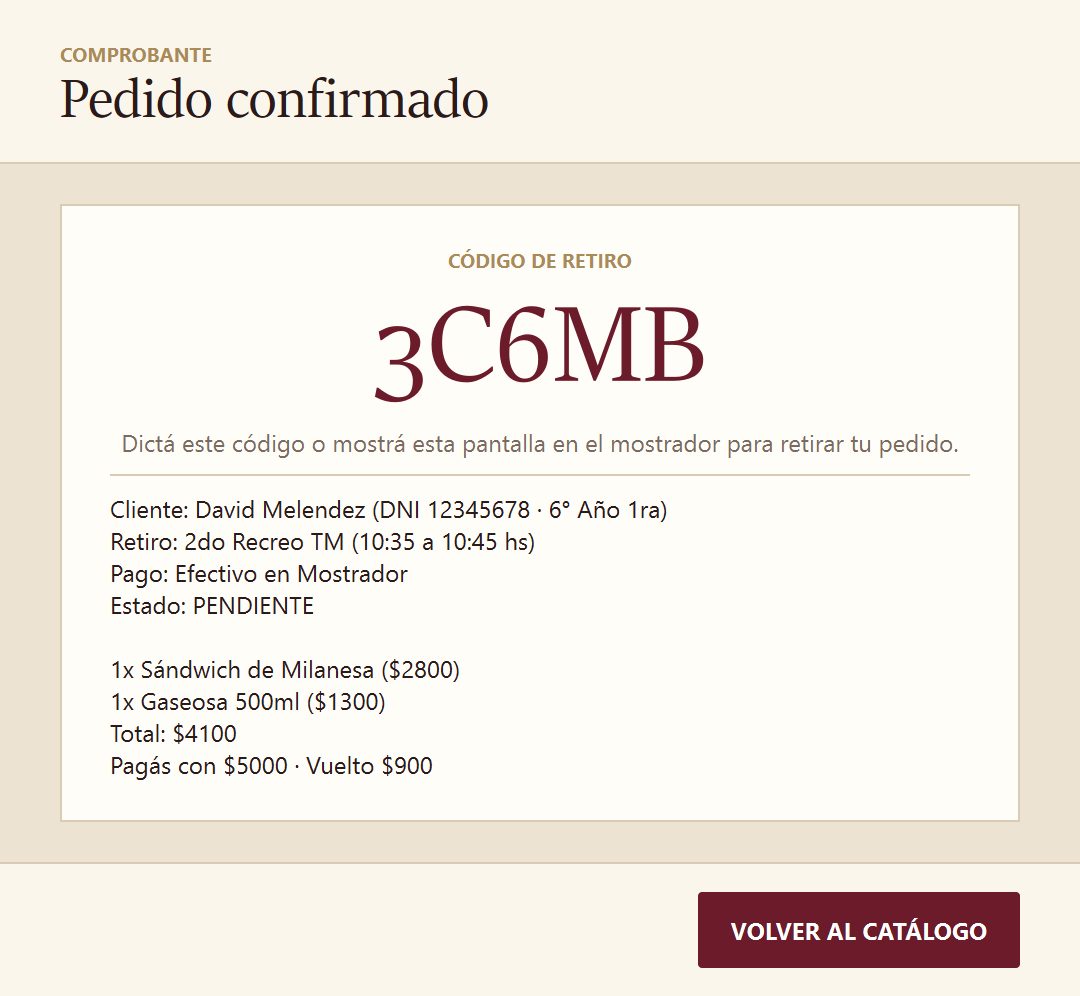 COMPROBANTE
Pedido confirmado
CÓDIGO DE RETIRO
3C6MB
Dictá este código o mostrá esta pantalla en el mostrador para retirar tu pedido.
Cliente: David Melendez (DNI 12345678 · 6° Año 1ra)
Retiro: 2do Recreo TM (10:35 a 10:45 hs)
Pago: Efectivo en Mostrador
Estado: PENDIENTE
1x Sándwich de Milanesa ($2800)
1x Gaseosa 500ml ($1300)
Total: $4100
Pagás con $5000 · Vuelto $900
VOLVER AL CATÁLOGO